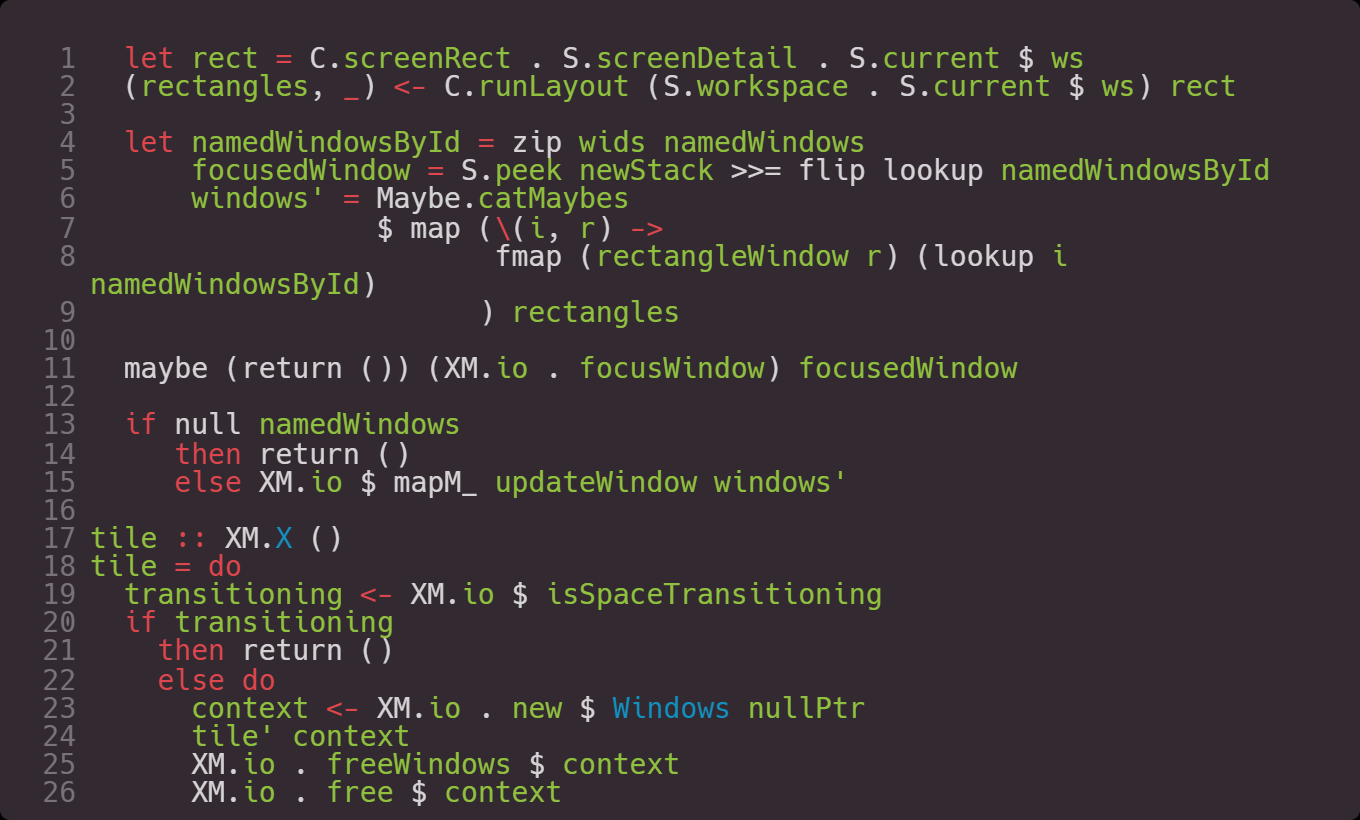 1   let rect = C.screenRect . S.screenDetail . S.current $ ws
2   (rectangles, _) <- C.runLayout (S.workspace . S.current $ ws) rect
3
4   let namedWindowsById = zip wids namedWindows
5       focusedWindow = S.peek newStack >>= flip lookup namedWindowsById
6       windows' = Maybe.catMaybes
7                  $ map (\(i, r) ->
8                         fmap (rectangleWindow r) (lookup i
namedWindowsById)
9                        ) rectangles
10
11   maybe (return ()) (XM.io . focusWindow) focusedWindow
12
13   if null namedWindows
14      then return ()
15      else XM.io $ mapM_ updateWindow windows'
16
17 tile :: XM.X ()
18 tile = do
19   transitioning <- XM.io $ isSpaceTransitioning
20   if transitioning
21     then return ()
22     else do
23       context <- XM.io . new $ Windows nullPtr
24       tile' context
25       XM.io . freeWindows $ context
26       XM.io . free $ context